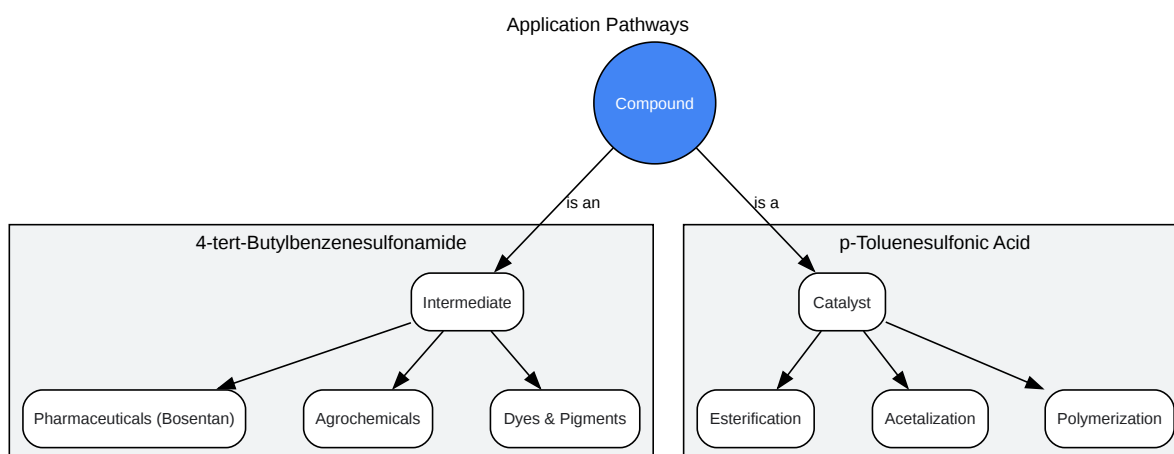 Application Pathways
Compound
is an
is a
4-tert-Butylbenzenesulfonamide
p-Toluenesulfonic Acid
Intermediate
Catalyst
Pharmaceuticals (Bosentan)
Agrochemicals
Dyes & Pigments
Esterification
Acetalization
Polymerization